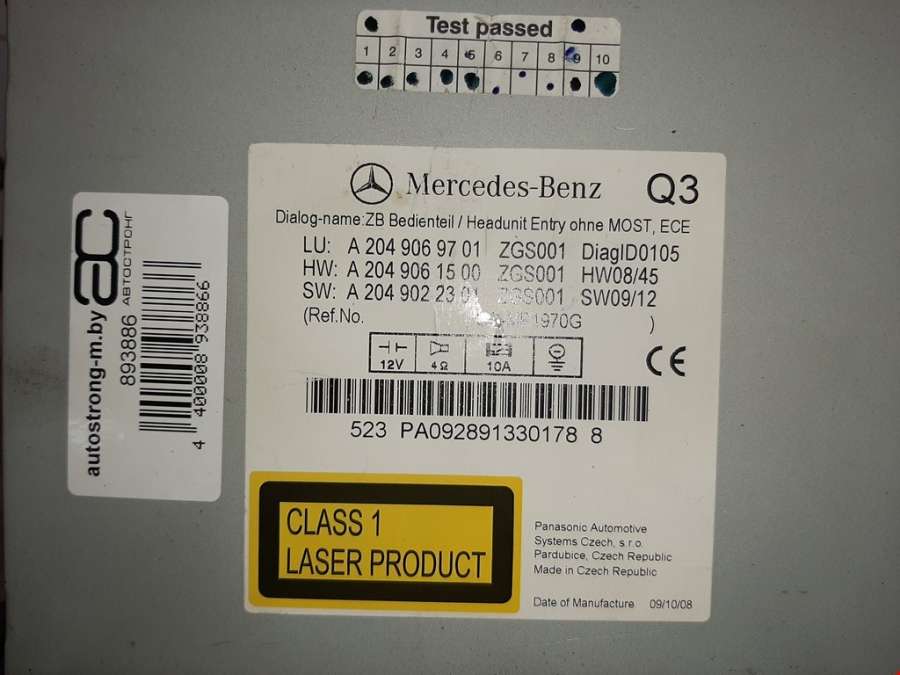 Test passed
1 2 3 4 5 6 7 8 9 10
Mercedes-Benz Q3
Dialog-name:ZB Bedienteil / Headunit Entry ohne MOST, ECE
LU: A 204 906 97 01 ZGS001 DiagID0105
HW: A 204 906 15 00 ZGS001 HW08/45
SW: A 204 902 23 01 ZGS001 SW09/12
(Ref.No. 1970G )
12V 4Ω 10A
CE
523 PA092891330178 8
CLASS 1
LASER PRODUCT
Panasonic Automotive
Systems Czech, s.r.o.
Pardubice, Czech Republic
Made in Czech Republic
Date of Manufacture 09/10/08
autostrong-m.by
893886
ac
АВТОСТРОНГ
4 400008 938866